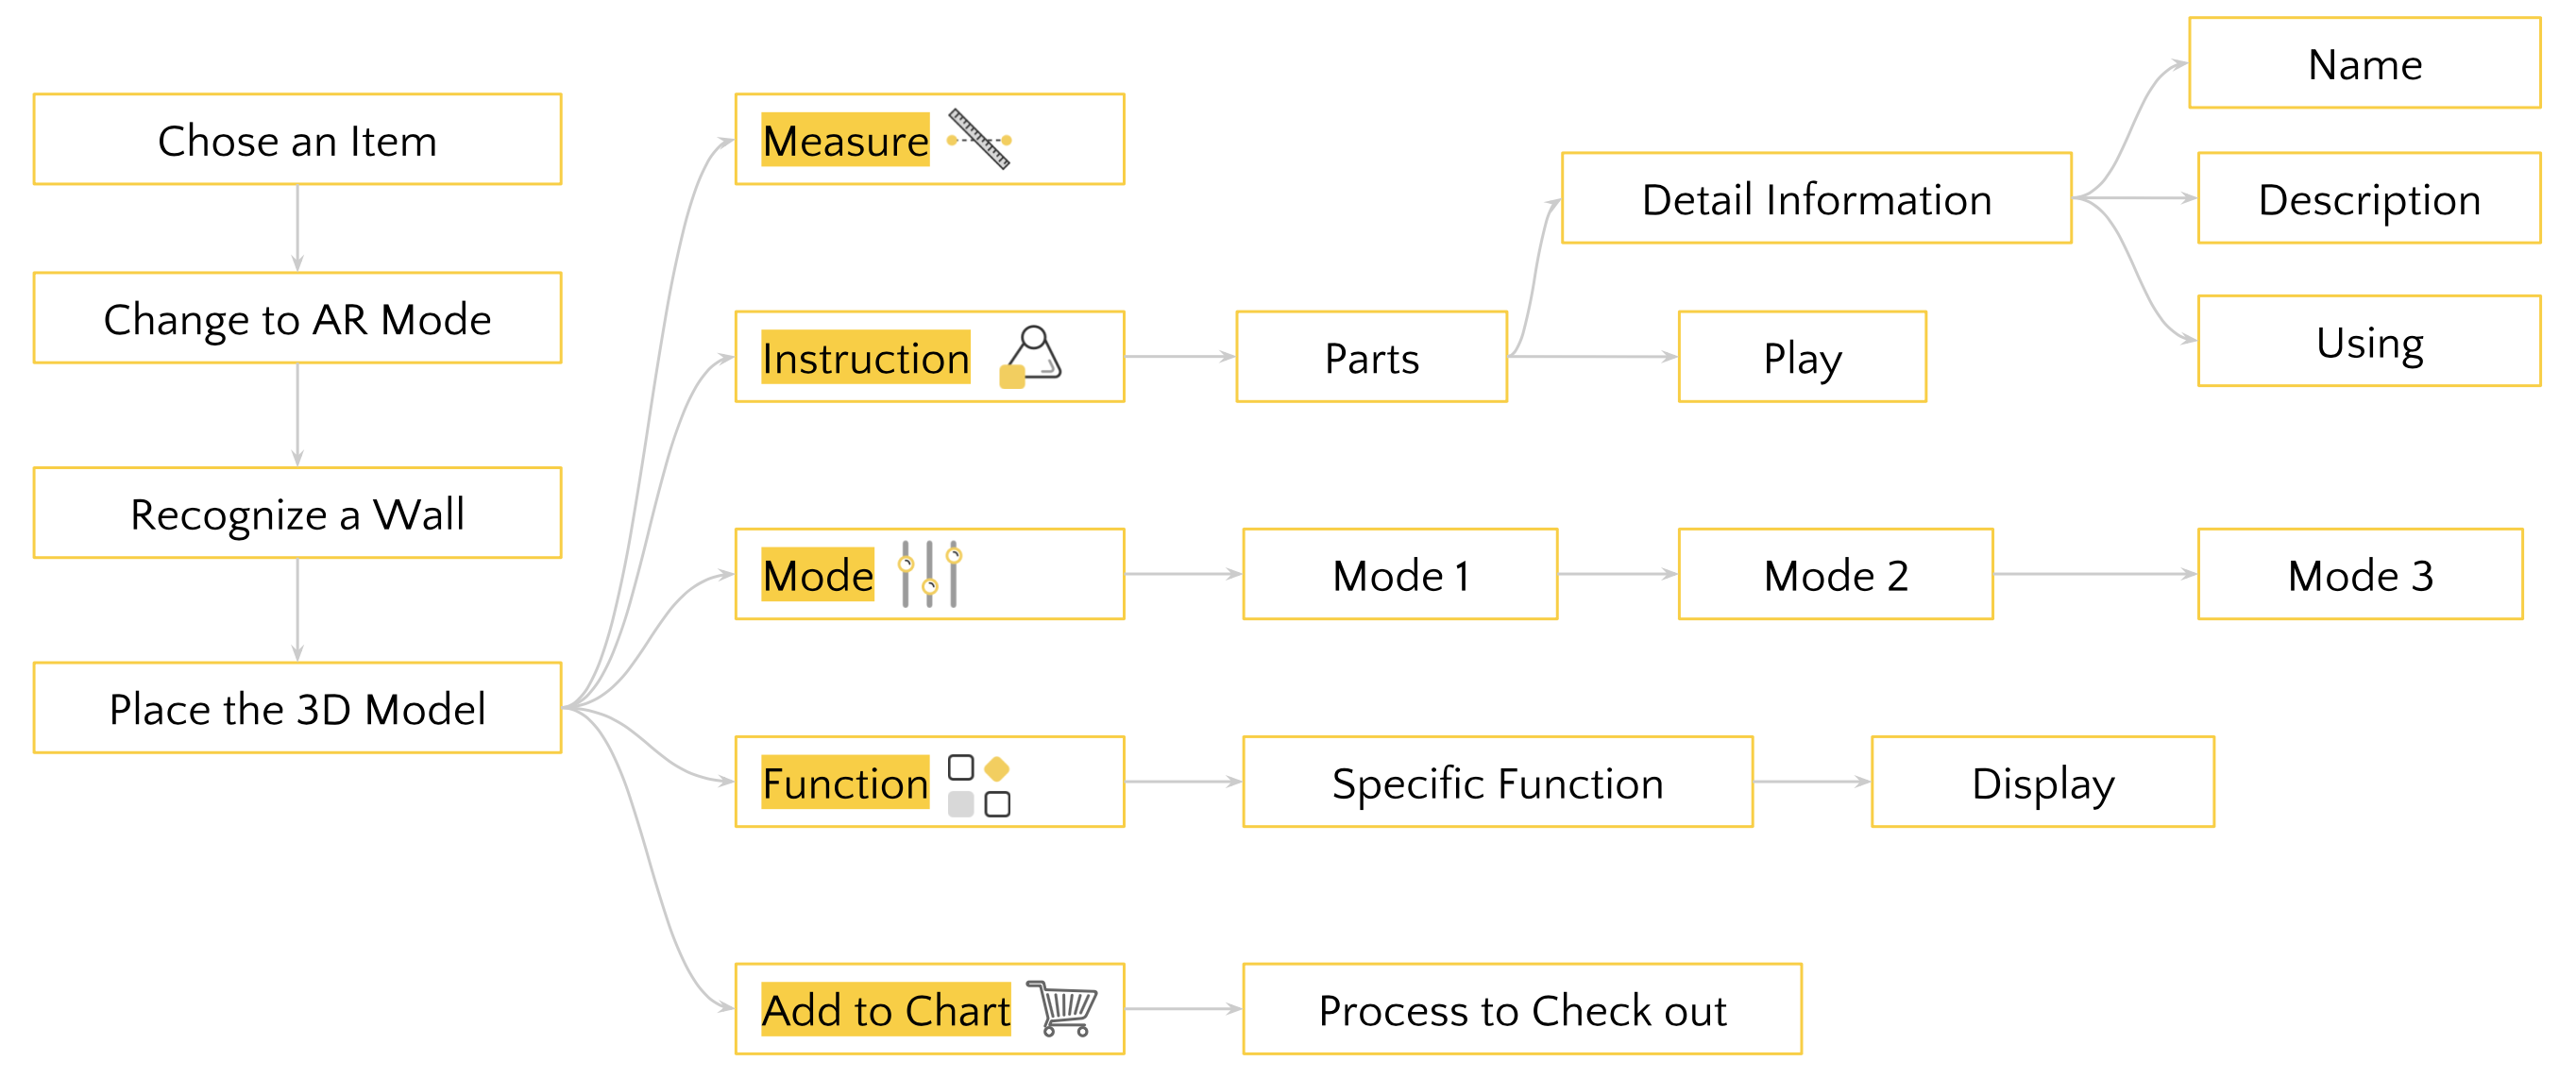 Chose an Item
Change to AR Mode
Recognize a Wall
Place the 3D Model
Measure
Instruction
Parts
Detail Information
Name
Description
Using
Play
Mode
Mode 1
Mode 2
Mode 3
Function
Specific Function
Display
Add to Chart
Process to Check out